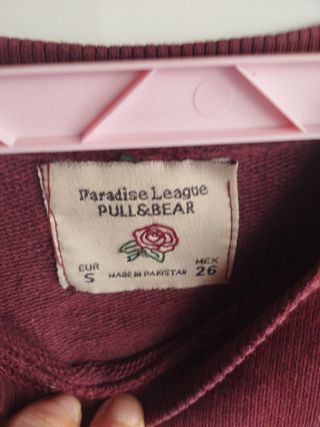 Paradise League
PULL&BEAR
EUR MEX
S MADE IN PAKISTAN 26